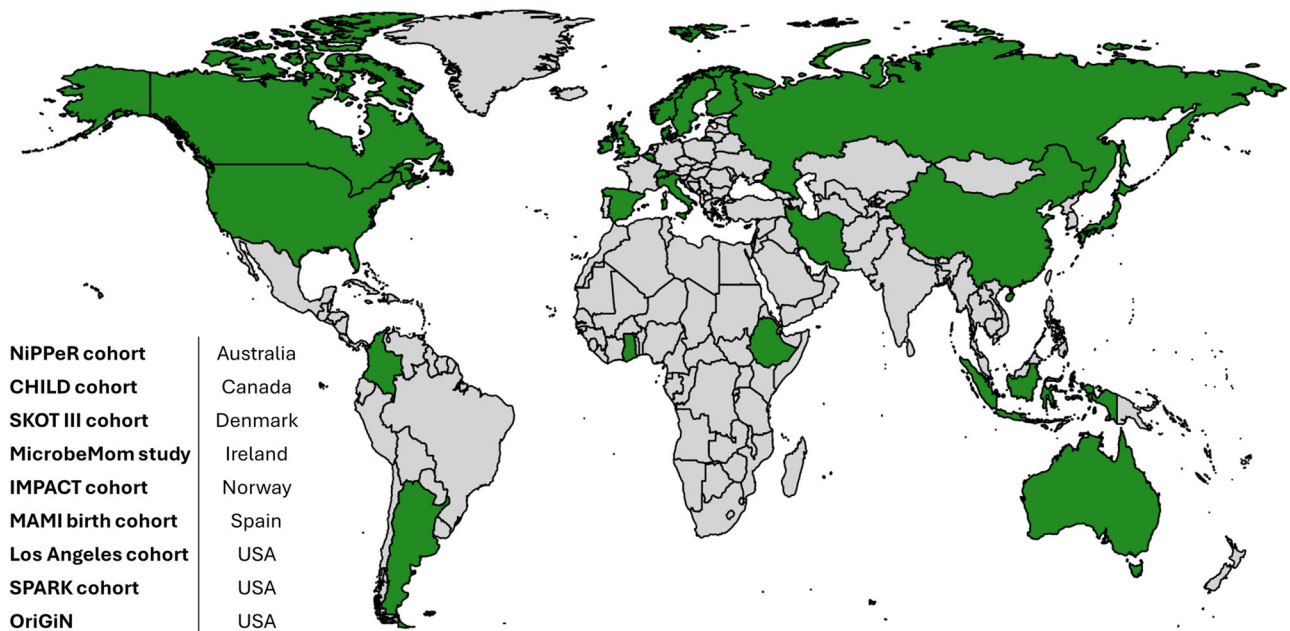 NiPPeR cohort Australia
CHILD cohort Canada
SKOT III cohort Denmark
MicrobeMom study Ireland
IMPACT cohort Norway
MAMI birth cohort Spain
Los Angeles cohort USA
SPARK cohort USA
OriGiN USA